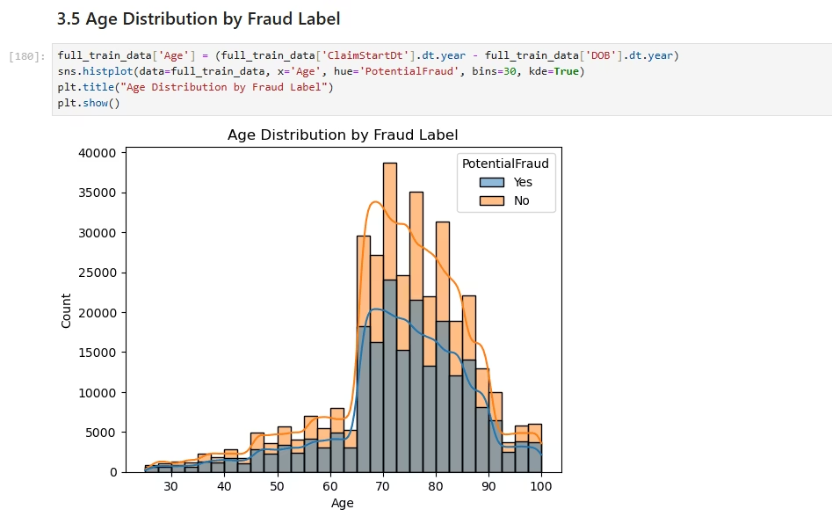 3.5 Age Distribution by Fraud Label
[180]:
full_train_data['Age'] = (full_train_data['ClaimStartDt'].dt.year - full_train_data['DOB'].dt.year)
sns.histplot(data=full_train_data, x='Age', hue='PotentialFraud', bins=30, kde=True)
plt.title("Age Distribution by Fraud Label")
plt.show()
Age Distribution by Fraud Label
PotentialFraud
Yes
No
40000
35000
30000
25000
20000
15000
10000
5000
0
Count
30 40 50 60 70 80 90 100
Age